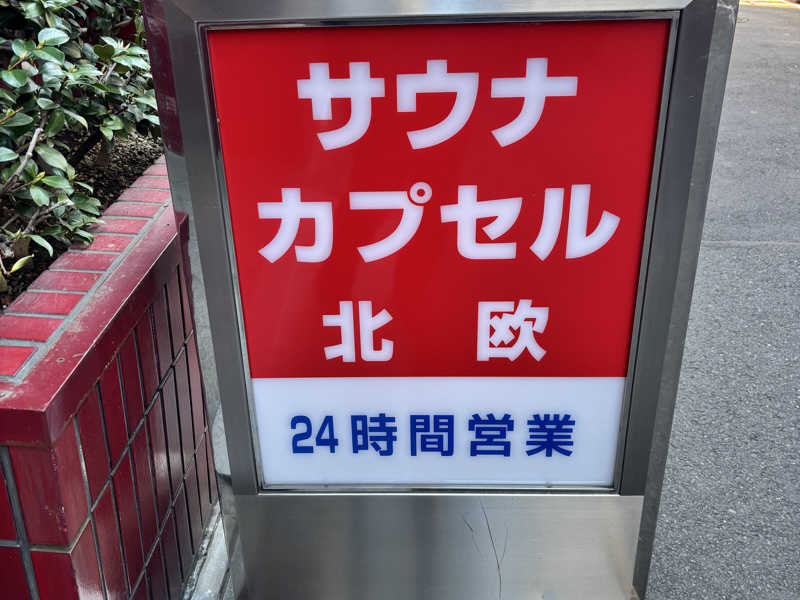 サウナ
カプセル
北 欧
24時間営業